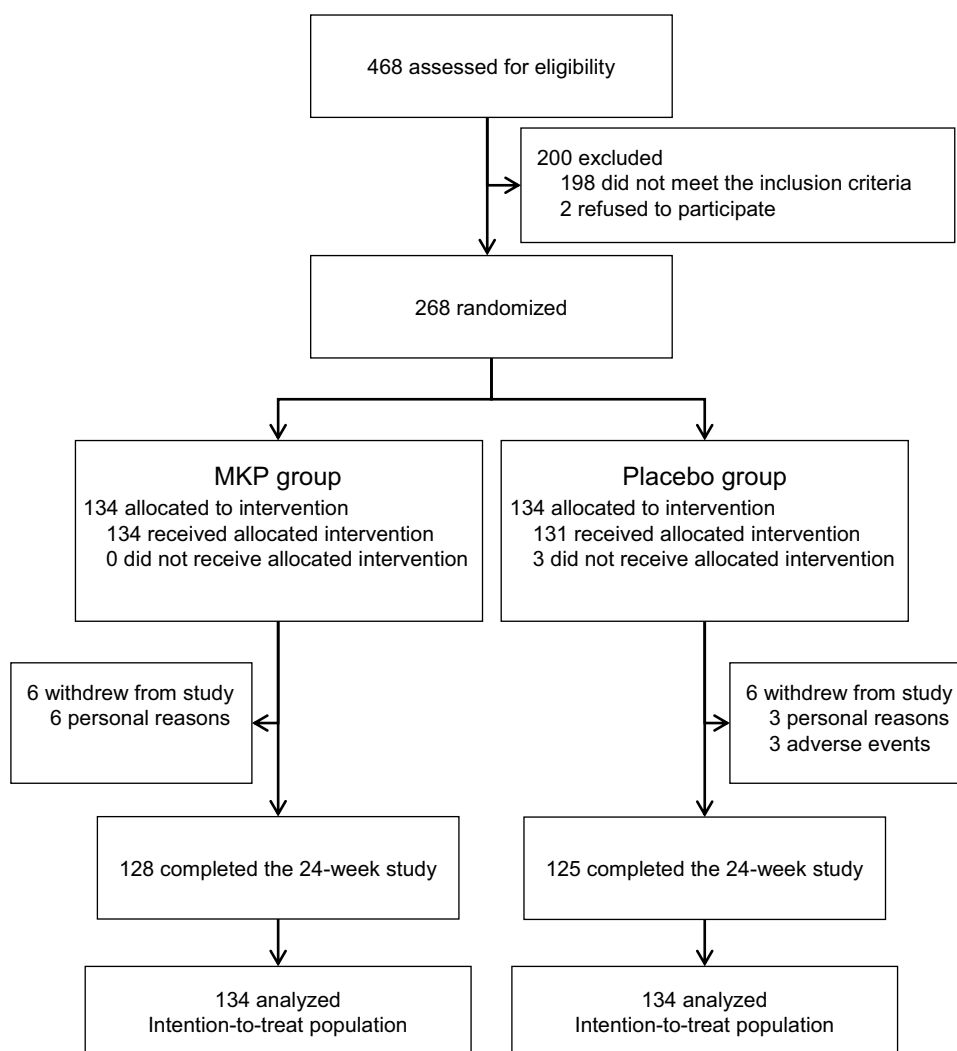 468 assessed for eligibility
200 excluded
198 did not meet the inclusion criteria
2 refused to participate
268 randomized
MKP group
134 allocated to intervention
134 received allocated intervention
0 did not receive allocated intervention
Placebo group
134 allocated to intervention
131 received allocated intervention
3 did not receive allocated intervention
6 withdrew from study
6 personal reasons
6 withdrew from study
3 personal reasons
3 adverse events
128 completed the 24-week study
125 completed the 24-week study
134 analyzed
Intention-to-treat population
134 analyzed
Intention-to-treat population